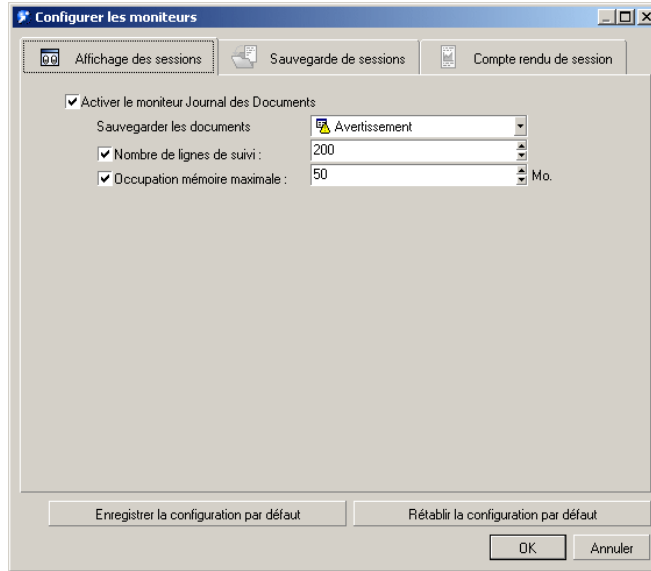 Configurer les moniteurs
Affichage des sessions
Sauvegarde de sessions
Compte rendu de session
Activer le moniteur Journal des Documents
Sauvegarder les documents
Avertissement
Nombre de lignes de suivi :
200
Occupation mémoire maximale :
50
Mo.
Enregistrer la configuration par défaut
Rétablir la configuration par défaut
OK
Annuler